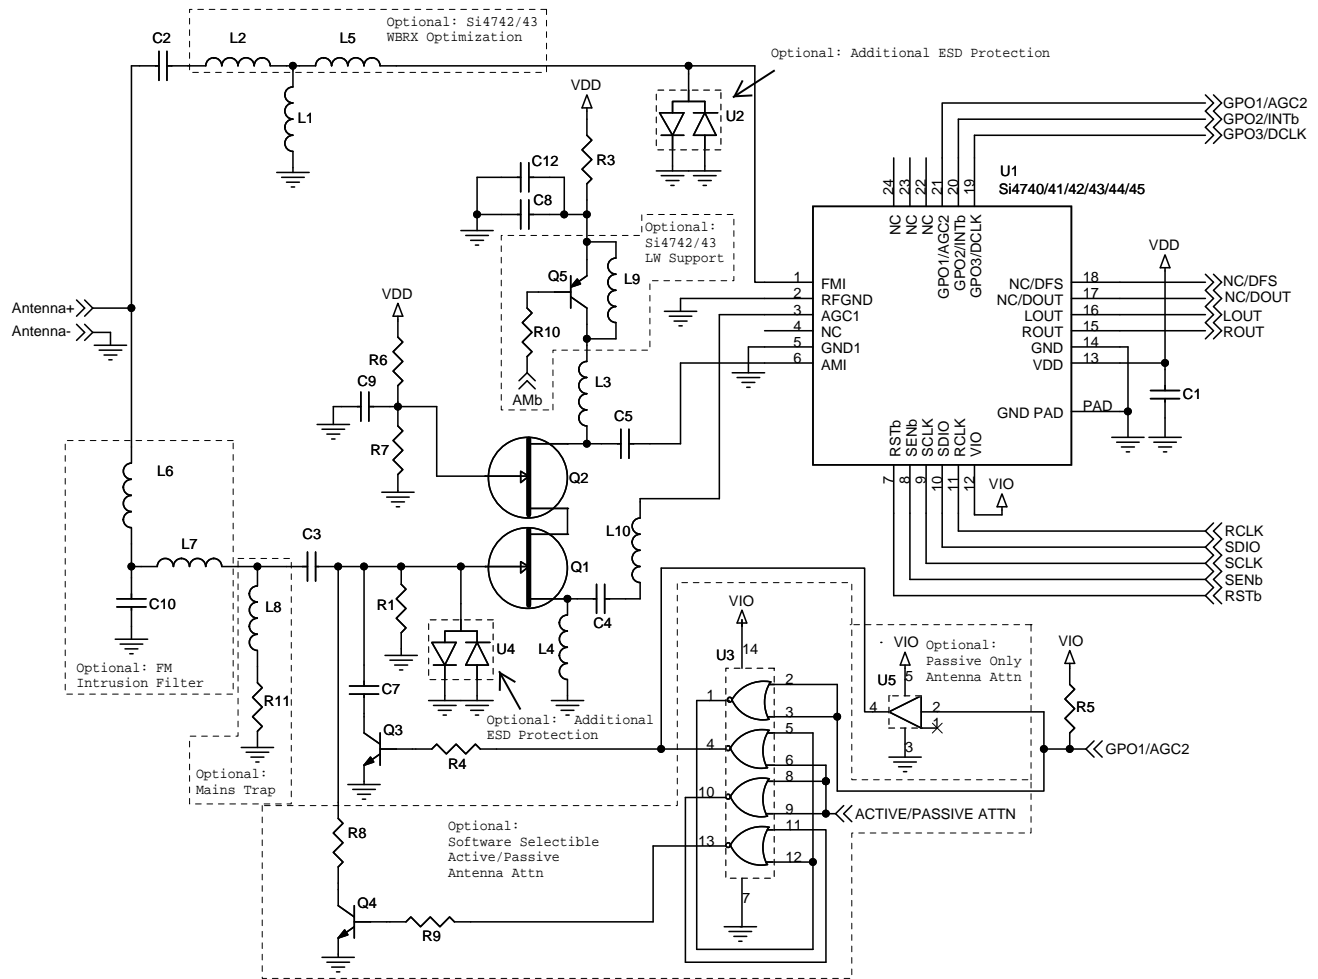 Optional: Si4742/43
WBRX Optimization
C2
L2
L5
L1
Optional: Additional ESD Protection
U2
VDD
R3
C12
C8
Optional:
Si4742/43
LW Support
Q5
L9
R10
AMb
L3
C5
GPO1/AGC2
GPO2/INTb
GPO3/DCLK
U1
Si4740/41/42/43/44/45
24
23
22
21
20
19
NC
NC
NC
GPO1/AGC2
GPO2/INTb
GPO3/DCLK
1 FMI
2 RFGND
3 AGC1
4 NC
5 GND1
6 AMI
NC/DFS 18
NC/DOUT 17
LOUT 16
ROUT 15
GND 14
VDD 13
GND PAD PAD
NC/DFS
NC/DOUT
LOUT
ROUT
VDD
C1
RSTb
SENb
SCLK
SDIO
RCLK
VIO
7
8
9
10
11
12
VIO
RCLK
SDIO
SCLK
SENb
RSTb
Antenna+
Antenna-
VDD
R6
C9
R7
Q2
Q1
L10
C4
L4
L6
L7
C10
Optional: FM
Intrusion Filter
C3
L8
R11
Optional:
Mains Trap
R1
C7
U4
Optional: Additional
ESD Protection
Q3
R4
R8
Q4
R9
Optional:
Software Selectible
Active/Passive
Antenna Attn
VIO
U3
14
1
2
3
4
5
6
8
9
10
11
12
13
7
VIO
Optional:
Passive Only
Antenna Attn
U5
5
4
2
1
3
VIO
R5
GPO1/AGC2
ACTIVE/PASSIVE ATTN